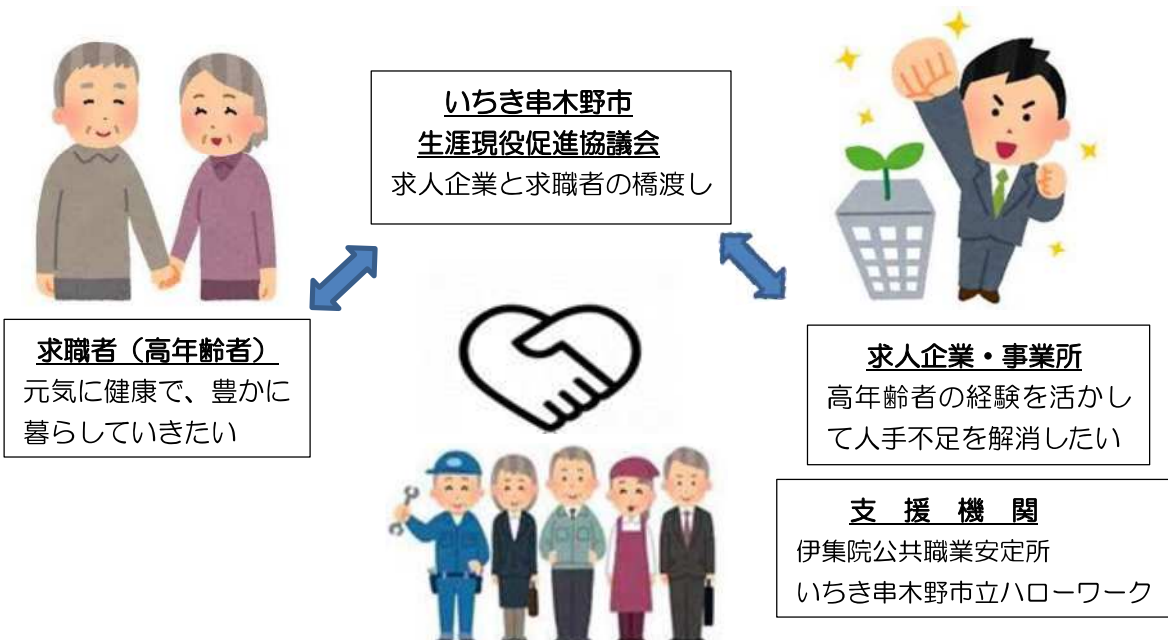 いちき串木野市
生涯現役促進協議会
求人企業と求職者の橋渡し
求職者（高年齢者）
元気に健康で、豊かに
暮らしていきたい
求人企業・事業所
高年齢者の経験を活かし
て人手不足を解消したい
支　援　機　関
伊集院公共職業安定所
いちき串木野市立ハローワーク